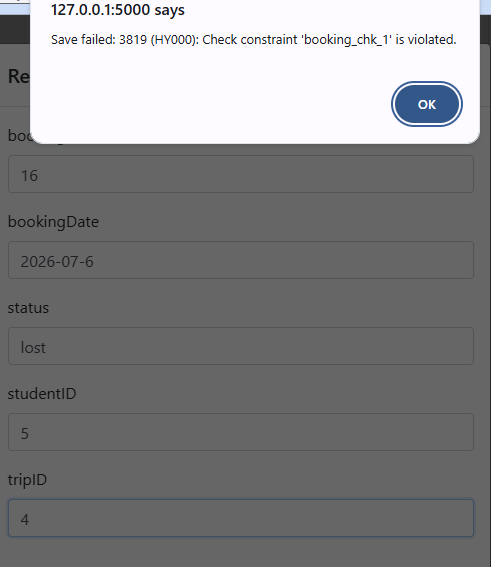 127.0.0.1:5000 says
Save failed: 3819 (HY000): Check constraint 'booking_chk_1' is violated.
OK
Re
16
bookingDate
2026-07-6
status
lost
studentID
5
tripID
4